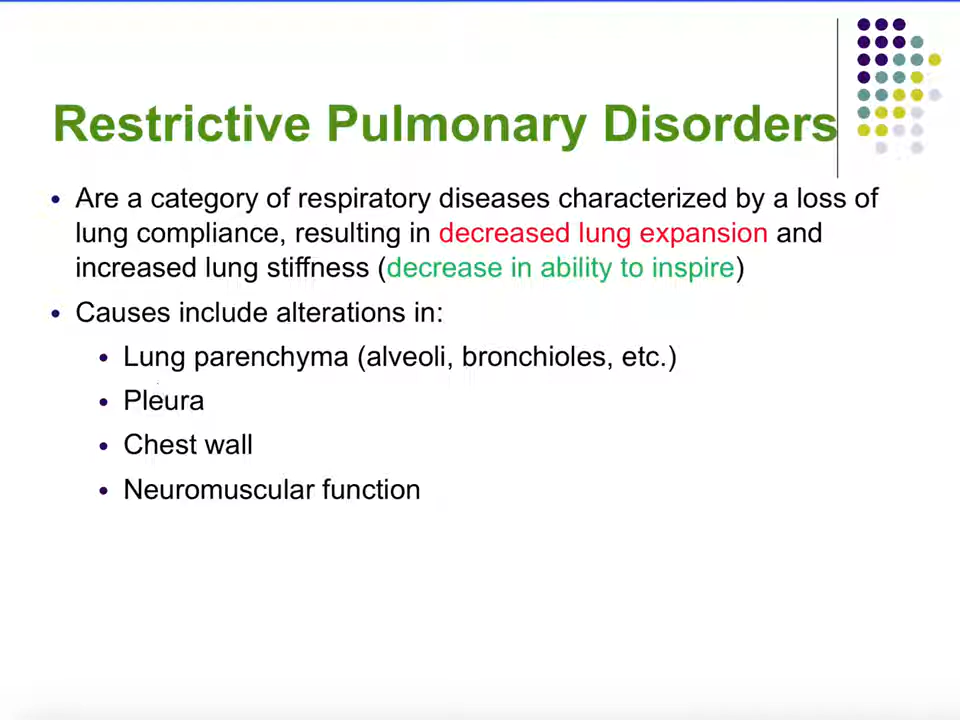 Restrictive Pulmonary Disorders
• Are a category of respiratory diseases characterized by a loss of
lung compliance, resulting in decreased lung expansion and
increased lung stiffness (decrease in ability to inspire)
• Causes include alterations in:
• Lung parenchyma (alveoli, bronchioles, etc.)
• Pleura
• Chest wall
• Neuromuscular function